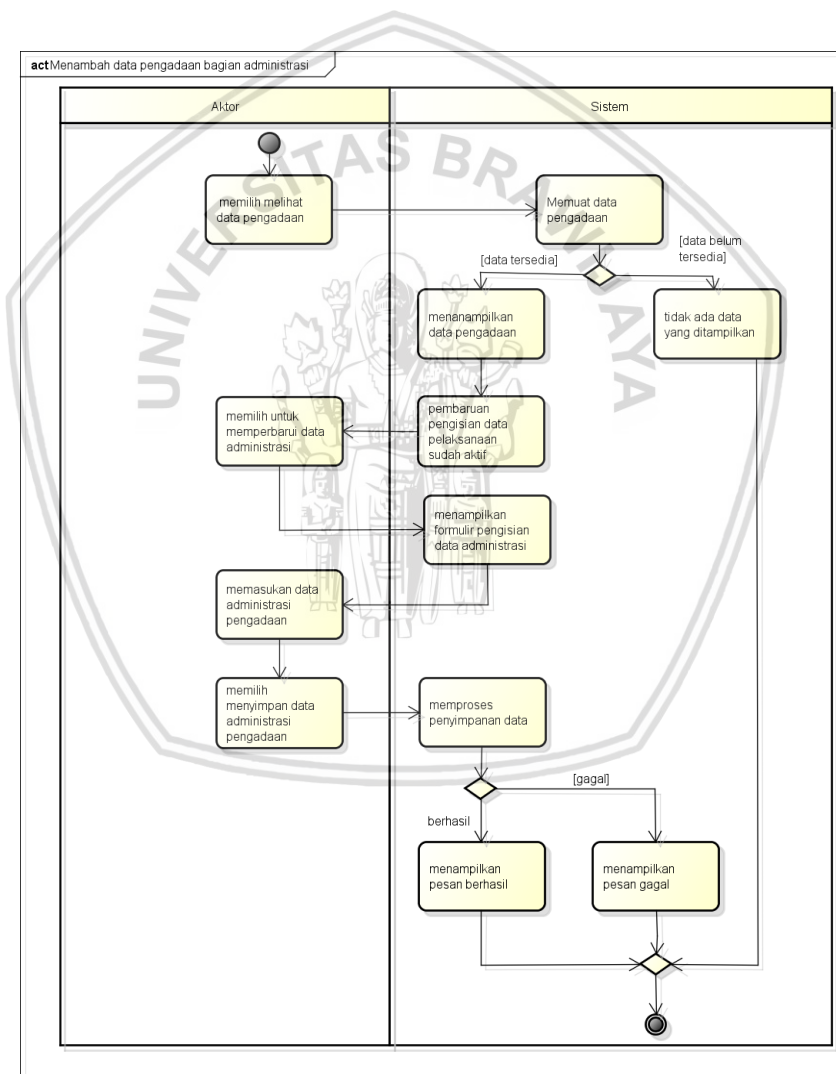 act Menambah data pengadaan bagian administrasi
Aktor
Sistem
memilih melihat
data pengadaan
Memuat data
pengadaan
[data tersedia]
[data belum
tersedia]
menanampilkan
data pengadaan
tidak ada data
yang ditampilkan
memilih untuk
memperbarui data
administrasi
pembaruan
pengisian data
pelaksanaan
sudah aktif
menampilkan
formulir pengisian
data administrasi
memasukan data
administrasi
pengadaan
memilih
menyimpan data
administrasi
pengadaan
memproses
penyimpanan data
[gagal]
berhasil
menampilkan
pesan berhasil
menampilkan
pesan gagal
UNIVERSITAS BRAWIJAYA